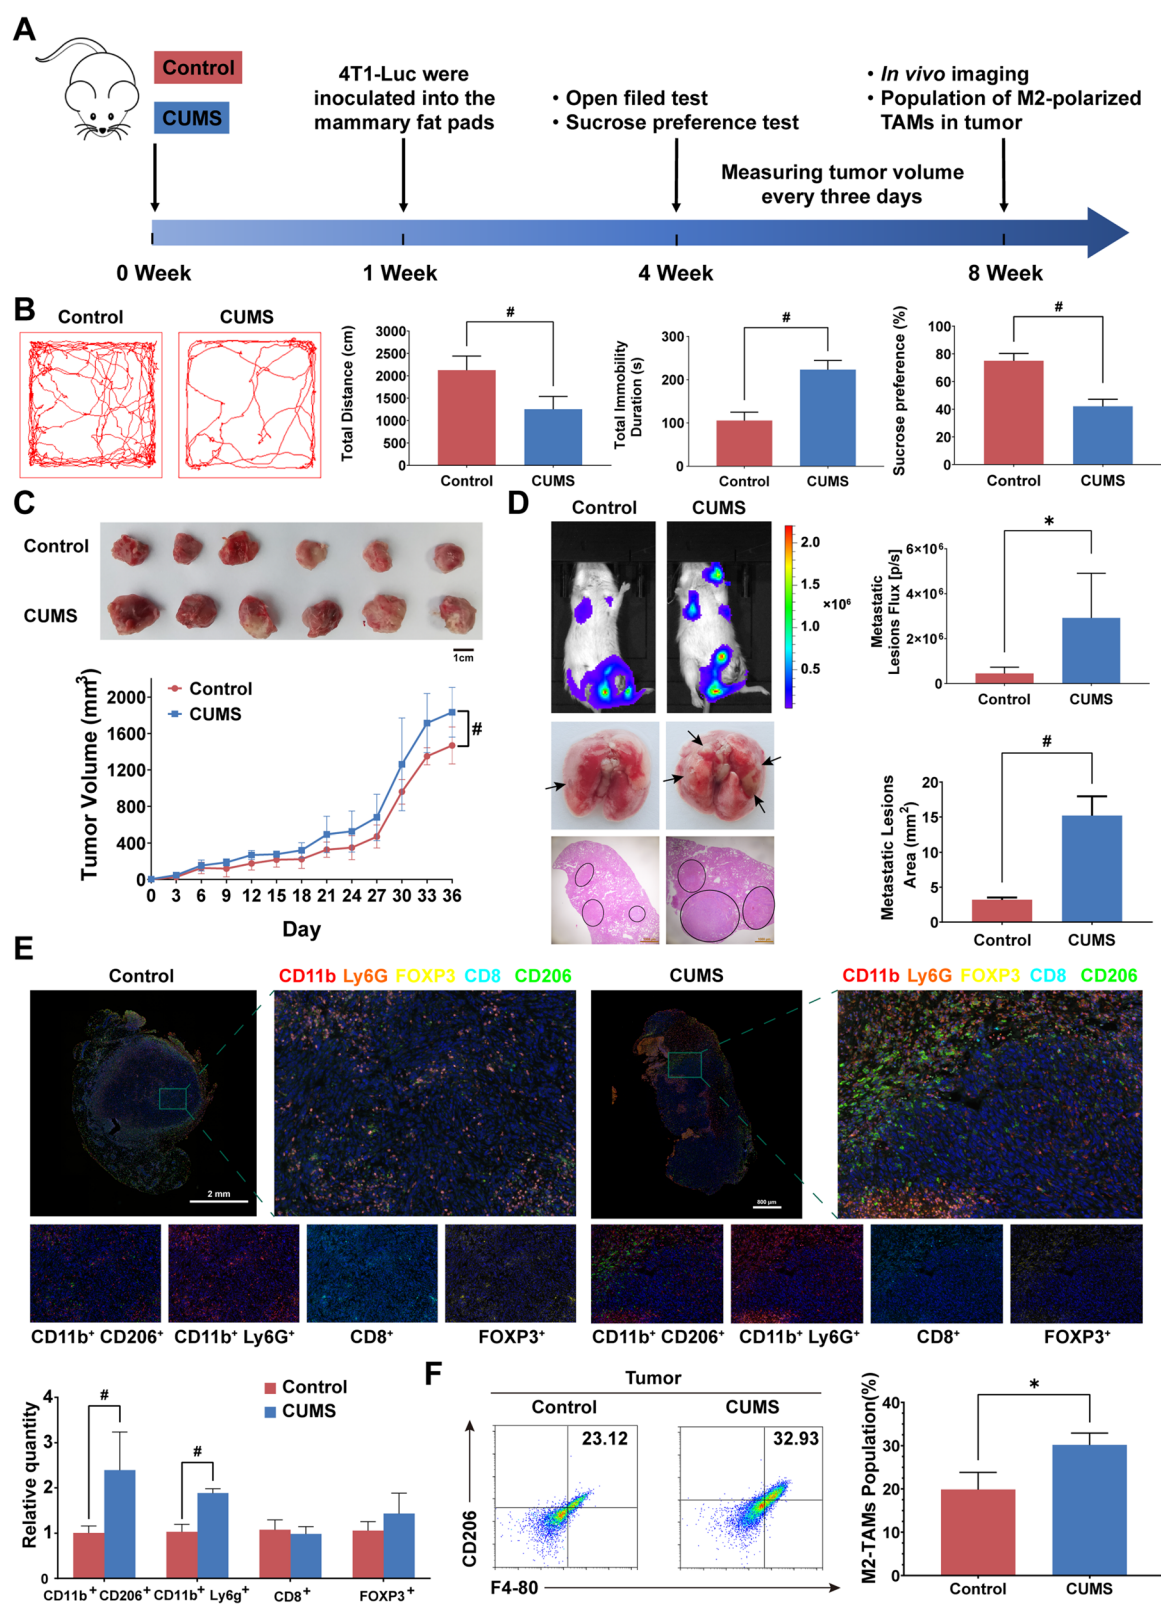 A
Control
CUMS
4T1-Luc were
inoculated into the
mammary fat pads
• Open filed test
• Sucrose preference test
• In vivo imaging
• Population of M2-polarized
TAMs in tumor
Measuring tumor volume
every three days
0 Week
1 Week
4 Week
8 Week
B
Control
CUMS
Total Distance (cm)
3000
2500
2000
1500
1000
500
0
#
Control
CUMS
Total Immobility
Duration (s)
300
200
100
0
#
Control
CUMS
Sucrose preference (%)
100
80
60
40
20
0
#
Control
CUMS
C
Control
CUMS
1cm
Tumor Volume (mm³)
2000
1600
1200
800
400
0
Control
CUMS
#
0 3 6 9 12 15 18 21 24 27 30 33 36
Day
D
Control
CUMS
2.0
1.5
×10⁶
1.0
0.5
Metastatic
Lesions Flux [p/s]
6×10⁶
4×10⁶
2×10⁶
0
*
Control
CUMS
Metastatic Lesions
Area (mm²)
20
15
10
5
0
#
Control
CUMS
E
Control
CD11b Ly6G FOXP3 CD8 CD206
CUMS
CD11b Ly6G FOXP3 CD8 CD206
2 mm
800 μm
CD11b⁺ CD206⁺
CD11b⁺ Ly6G⁺
CD8⁺
FOXP3⁺
CD11b⁺ CD206⁺
CD11b⁺ Ly6G⁺
CD8⁺
FOXP3⁺
Relative quantity
4
3
2
1
0
#
#
Control
CUMS
CD11b⁺ CD206⁺
CD11b⁺ Ly6g⁺
CD8⁺
FOXP3⁺
F
Tumor
Control
CUMS
23.12
32.93
CD206
F4-80
M2-TAMs Population(%)
40
30
20
10
0
*
Control
CUMS